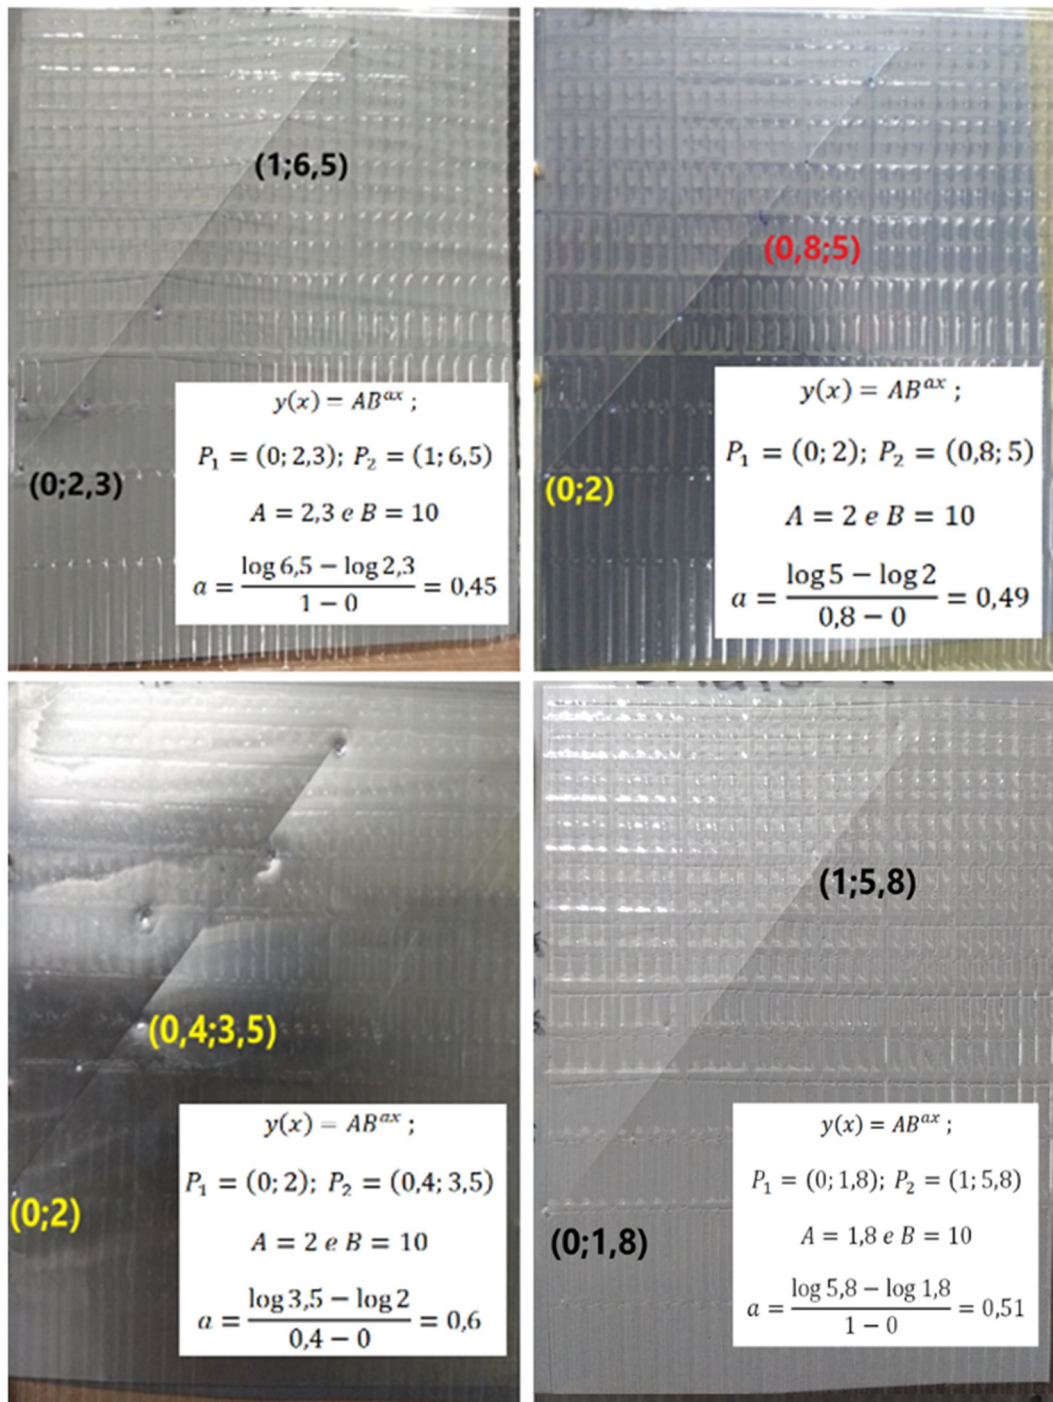 (1;6,5)
(0;2,3)
y(x) = AB^{ax} ;
P₁ = (0; 2,3); P₂ = (1; 6,5)
A = 2,3 e B = 10
a = \frac{log 6,5 − log 2,3}{1 − 0} = 0,45
(0,8;5)
(0;2)
y(x) = AB^{ax} ;
P₁ = (0; 2); P₂ = (0,8; 5)
A = 2 e B = 10
a = \frac{log 5 − log 2}{0,8 − 0} = 0,49
(0,4;3,5)
(0;2)
y(x) = AB^{ax} ;
P₁ = (0; 2); P₂ = (0,4; 3,5)
A = 2 e B = 10
a = \frac{log 3,5 − log 2}{0,4 − 0} = 0,6
(1;5,8)
(0;1,8)
y(x) = AB^{ax} ;
P₁ = (0; 1,8); P₂ = (1; 5,8)
A = 1,8 e B = 10
a = \frac{log 5,8 − log 1,8}{1 − 0} = 0,51